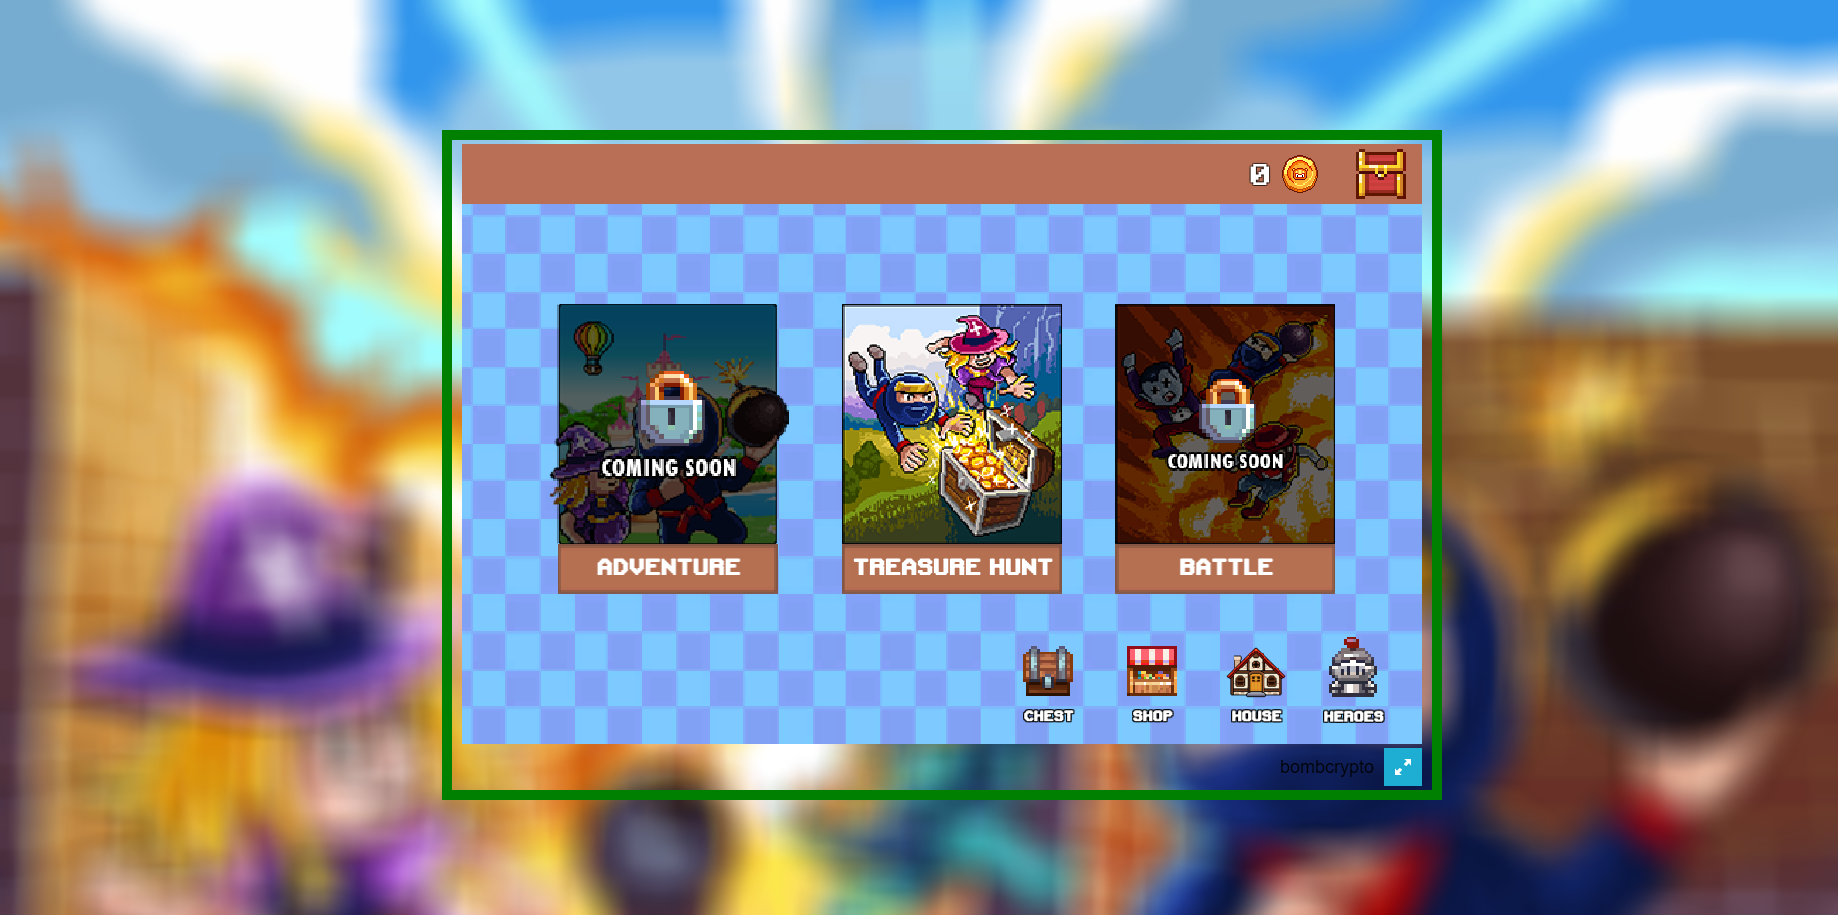 0
COMING SOON
COMING SOON
ADVENTURE
TREASURE HUNT
BATTLE
CHEST
SHOP
HOUSE
HEROES
bombcrypto